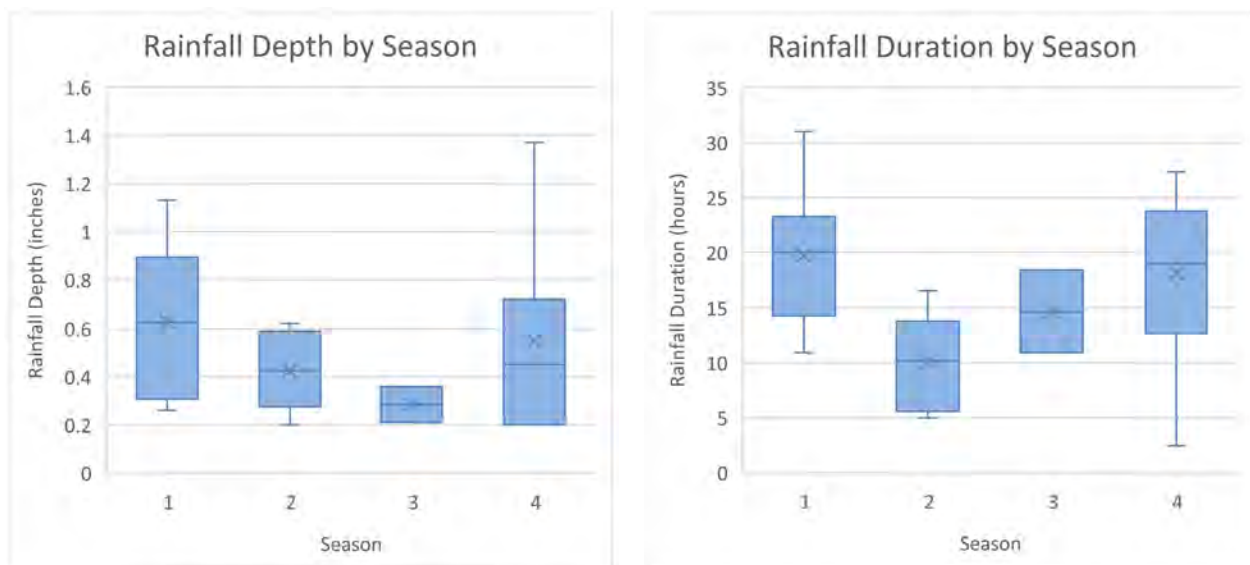 Rainfall Depth by Season
Rainfall Depth (inches)
1.6
1.4
1.2
1
0.8
0.6
0.4
0.2
0
1 2 3 4
Season
Rainfall Duration by Season
Rainfall Duration (hours)
35
30
25
20
15
10
5
0
1 2 3 4
Season